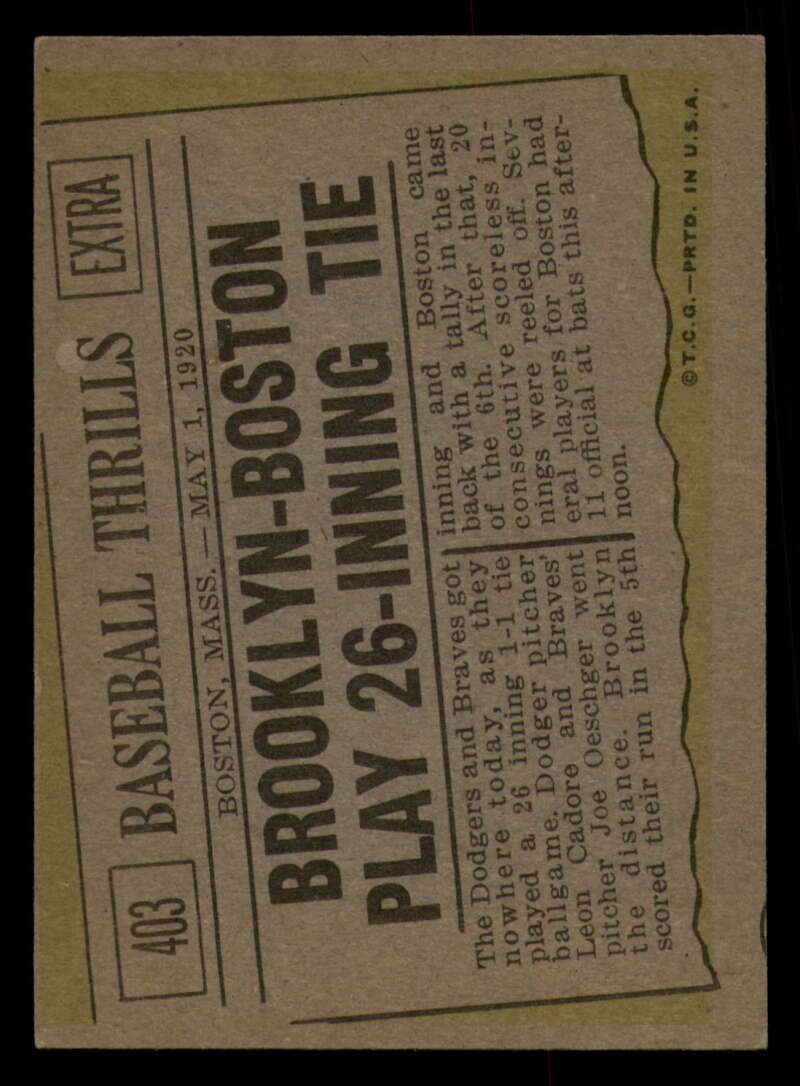 403 BASEBALL THRILLS EXTRA
BOSTON, MASS.—MAY 1, 1920
BROOKLYN-BOSTON
PLAY 26-INNING TIE
The Dodgers and Braves got
nowhere today, as they
played a 26 inning 1-1 tie
ballgame. Dodger pitcher
Leon Cadore and Braves'
pitcher Joe Oeschger went
the distance. Brooklyn
scored their run in the 5th
inning and Boston came
back with a tally in the last
of the 6th. After that, 20
consecutive scoreless in-
nings were reeled off. Sev-
eral players for Boston had
11 official at bats this after-
noon.
©T.C.G.—PRTD. IN U.S.A.